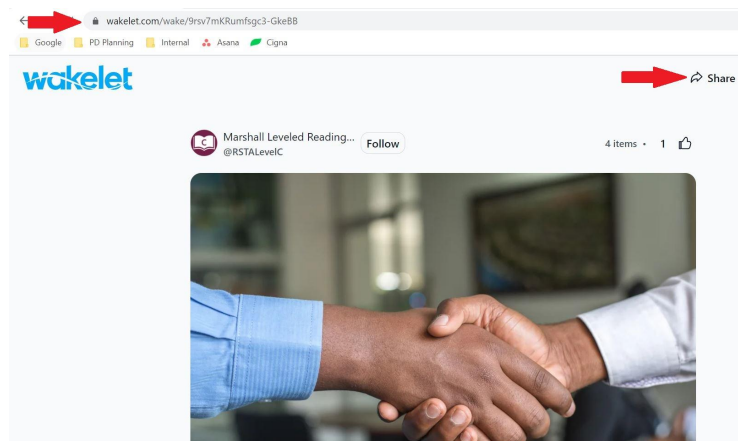 wakelet.com/wake/9rsv7mKRumfsgc3-GkeBB
Google PD Planning Internal Asana Cigna
wakelet
Share
Marshall Leveled Reading... Follow
@RSTALevelC
4 items • 1
C